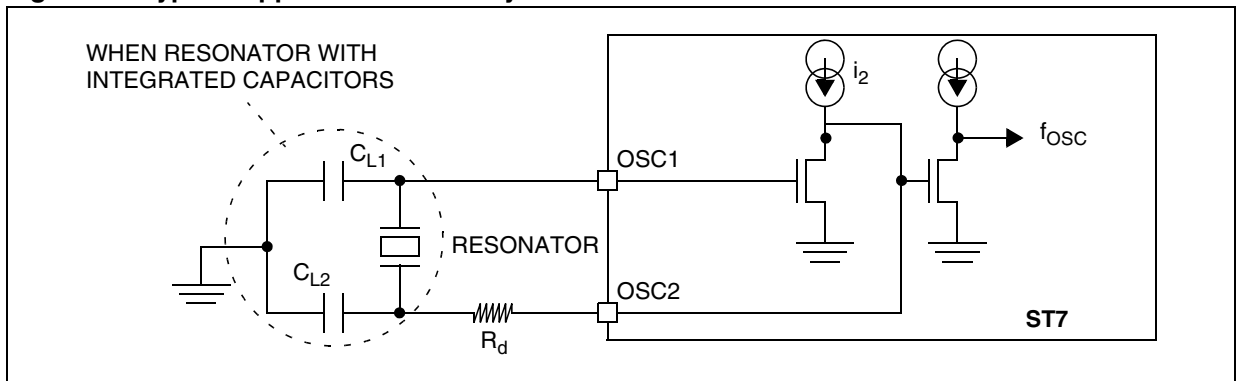 WHEN RESONATOR WITH
INTEGRATED CAPACITORS
i2
fOSC
CL1
OSC1
RESONATOR
CL2
OSC2
Rd
ST7